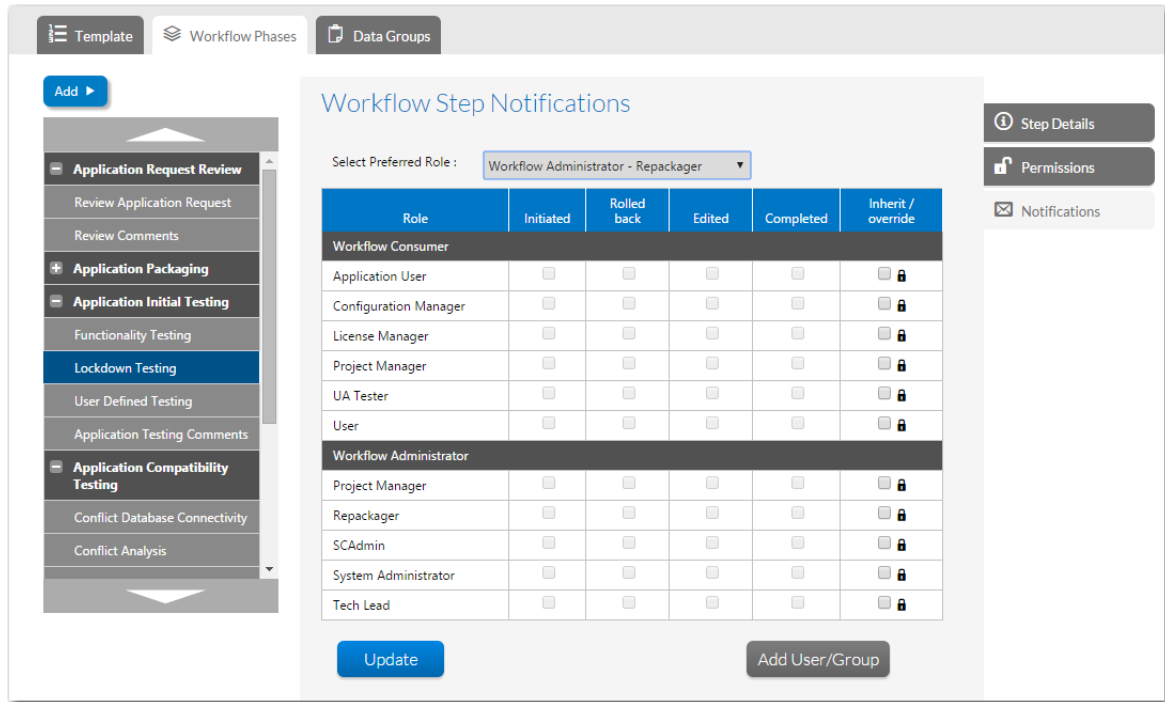 Template
Workflow Phases
Data Groups
Add
Application Request Review
Review Application Request
Review Comments
Application Packaging
Application Initial Testing
Functionality Testing
Lockdown Testing
User Defined Testing
Application Testing Comments
Application Compatibility
Testing
Conflict Database Connectivity
Conflict Analysis
Workflow Step Notifications
Select Preferred Role : Workflow Administrator - Repackager
Role Initiated Rolled back Edited Completed Inherit / override
Workflow Consumer
Application User
Configuration Manager
License Manager
Project Manager
UA Tester
User
Workflow Administrator
Project Manager
Repackager
SCAdmin
System Administrator
Tech Lead
Update
Add User/Group
Step Details
Permissions
Notifications